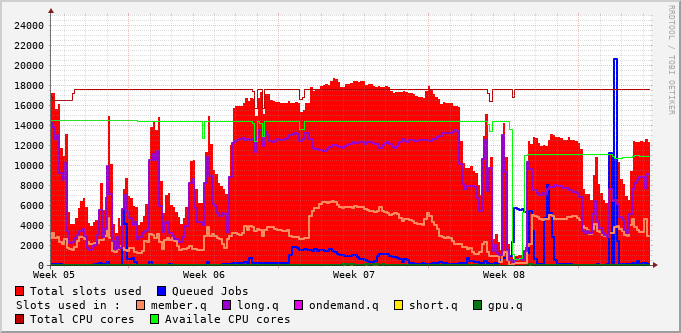 RRDTOOL / TOBI OETIKER
24000
22000
20000
18000
16000
14000
12000
10000
8000
6000
4000
2000
0
Week 05 Week 06 Week 07 Week 08
Total slots used Queued Jobs
Slots used in : member.q long.q ondemand.q short.q gpu.q
Total CPU cores Availale CPU cores